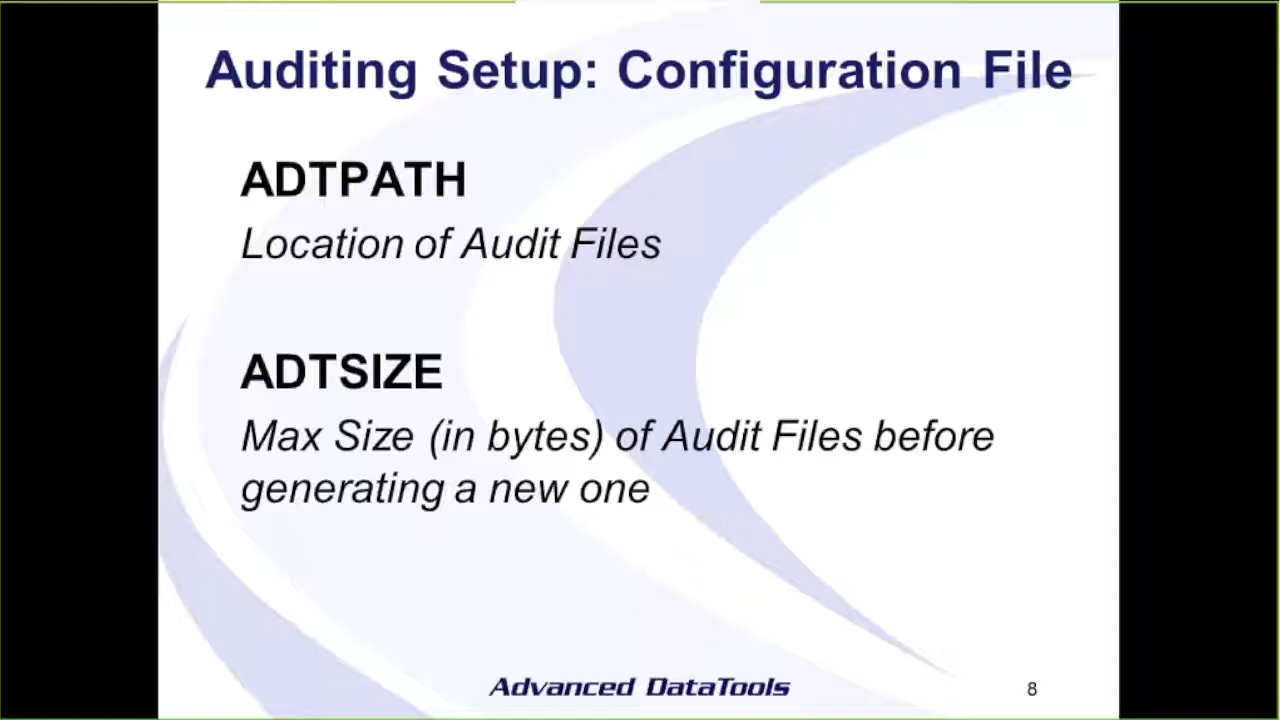 Auditing Setup: Configuration File
ADTPATH
Location of Audit Files
ADTSIZE
Max Size (in bytes) of Audit Files before
generating a new one
Advanced DataTools
8